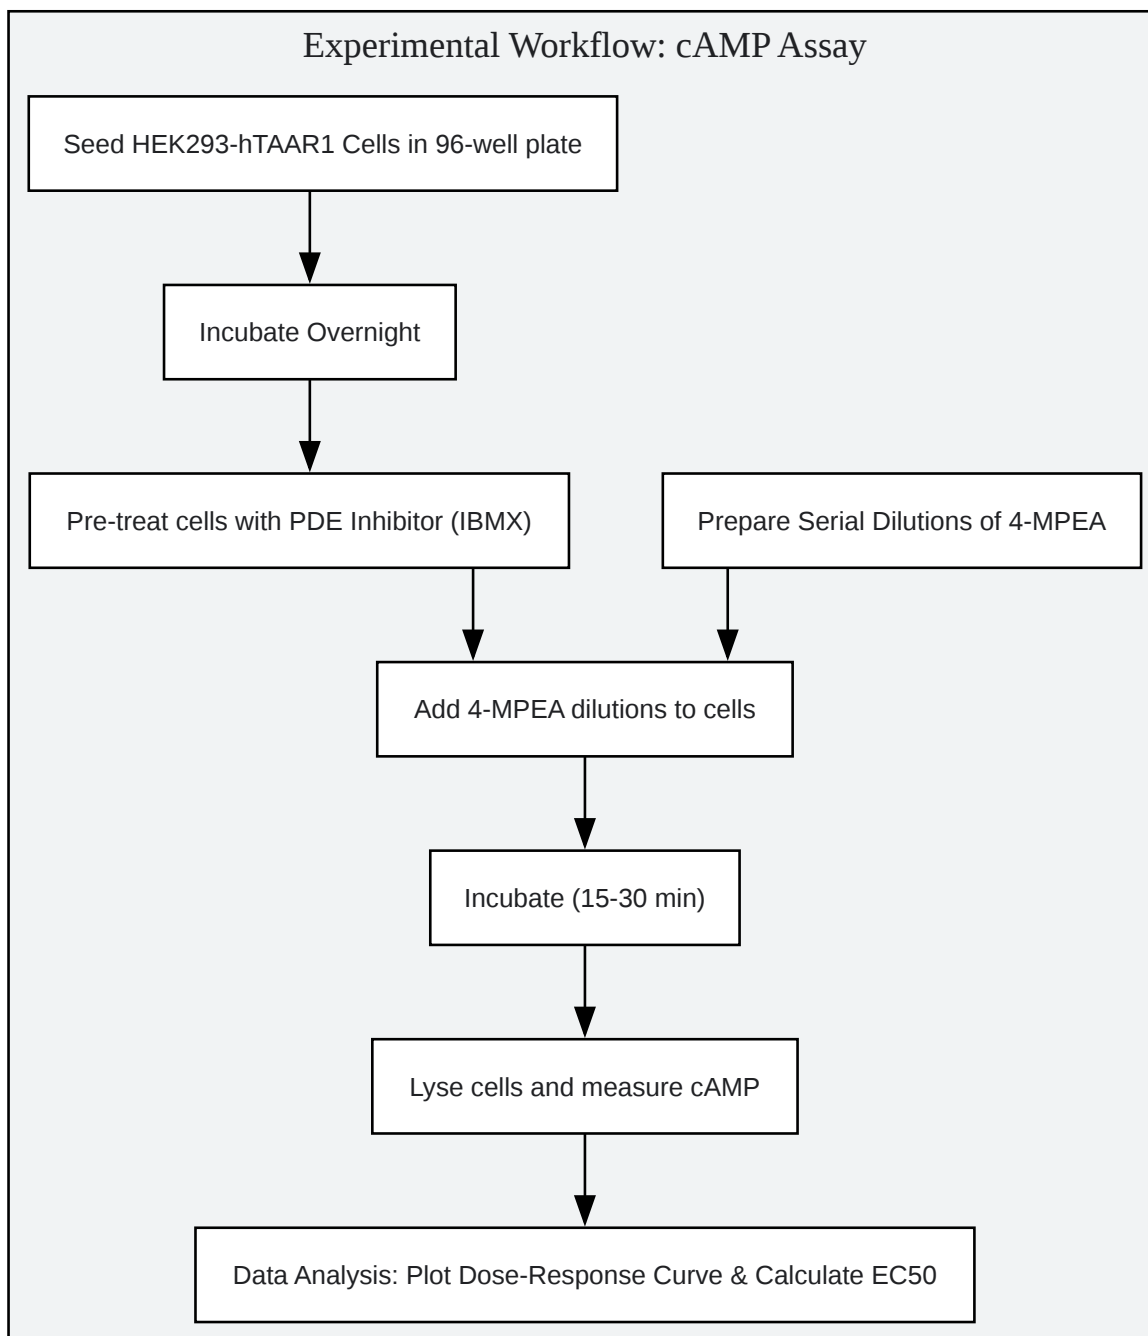 Experimental Workflow: cAMP Assay
Seed HEK293-hTAAR1 Cells in 96-well plate
Incubate Overnight
Pre-treat cells with PDE Inhibitor (IBMX)
Prepare Serial Dilutions of 4-MPEA
Add 4-MPEA dilutions to cells
Incubate (15-30 min)
Lyse cells and measure cAMP
Data Analysis: Plot Dose-Response Curve & Calculate EC50